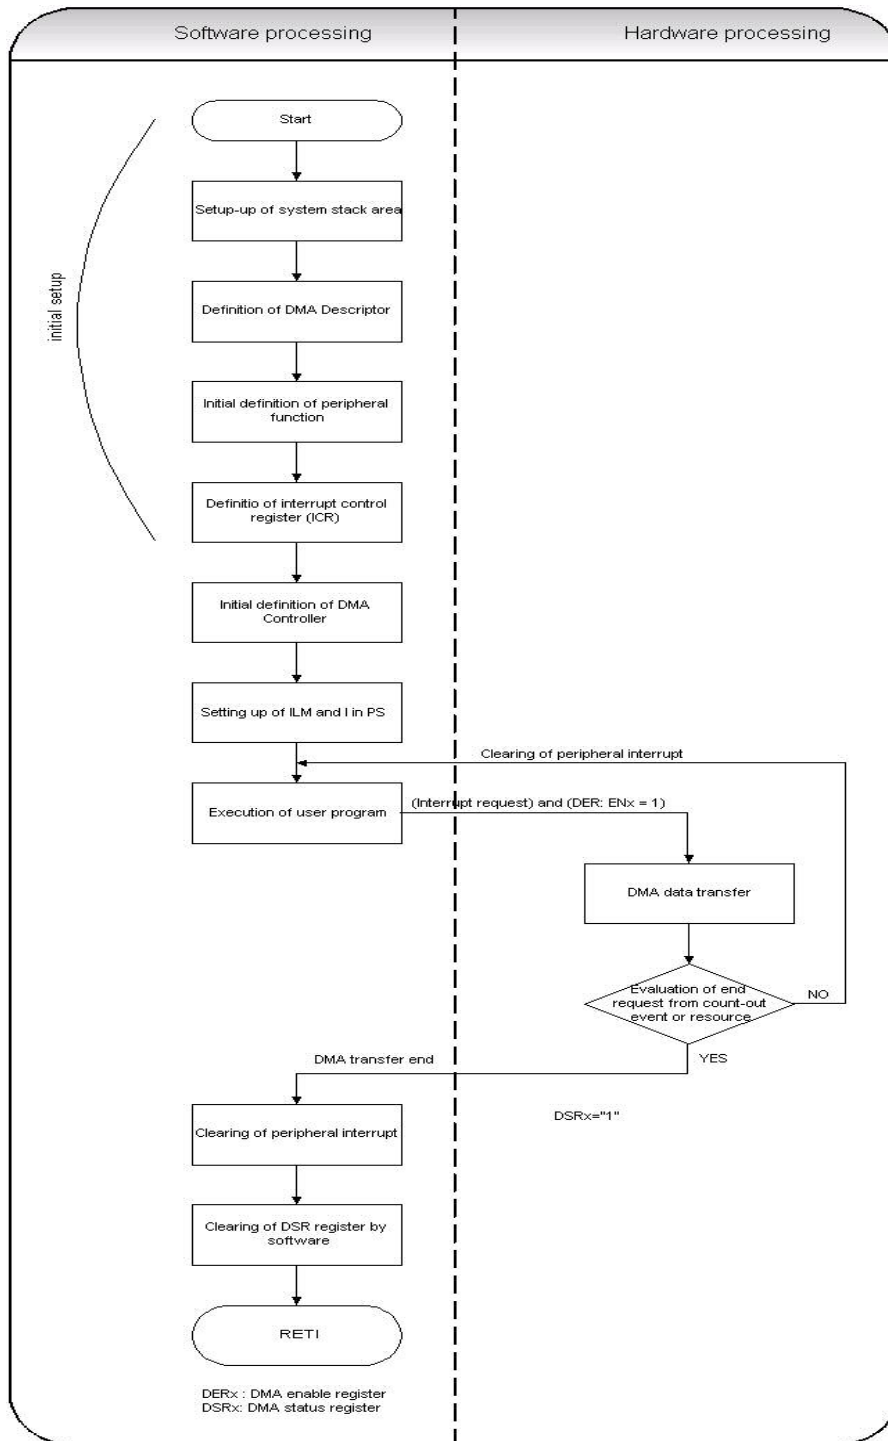 Software processing
Hardware processing
Start
Setup-up of system stack area
initial setup
Definition of DMA Descriptor
Initial definition of peripheral
function
Definitio of interrupt control
register (ICR)
Initial definition of DMA
Controller
Setting up of ILM and I in PS
Clearing of peripheral interrupt
Execution of user program
(Interrupt request) and (DER: ENx = 1)
DMA data transfer
Evaluation of end
request from count-out
event or resource
NO
YES
DMA transfer end
DSRx="1"
Clearing of peripheral interrupt
Clearing of DSR register by
software
RETI
DERx : DMA enable register
DSRx: DMA status register